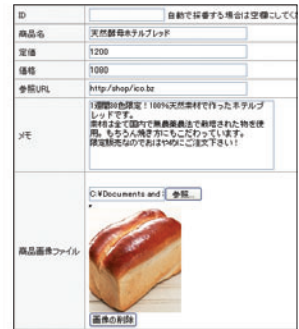 ID 自動で採番する場合は空欄にしてく
商品名 天然酵母ホテルブレッド
定価 1200
価格 1080
参照URL http/shop/ico.bz
メモ
1週間30色限定！100%天然素材で作ったホテルブ
レッドです。
素材は全て国内で無農薬農法で栽培された物を使
用。もちろん焼き方にもこだわっています。
限定販売なのでおはやめにご注文下さい！
商品画像ファイル
C:¥Documents and 参照...
画像の削除